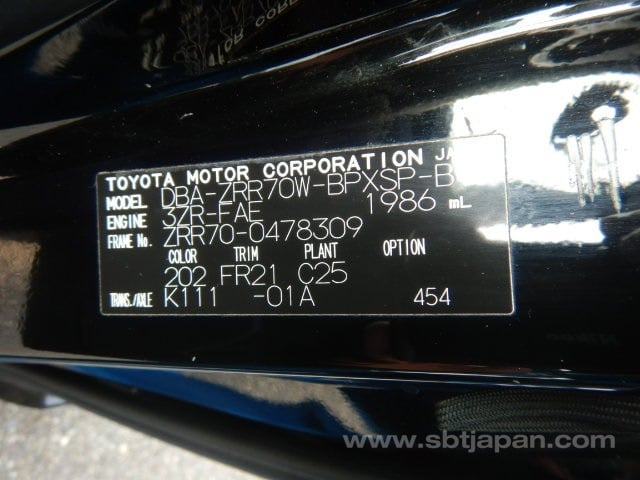 TOYOTA MOTOR CORPORATION JA
MODEL DBA-ZRR70W-BPXSP-B
ENGINE 3ZR-FAE 1986 mL
FRAME No. ZRR70-0478309
COLOR TRIM PLANT OPTION
202 FR21 C25
TRANS./AXLE K111 -01A 454
www.sbtjapan.com